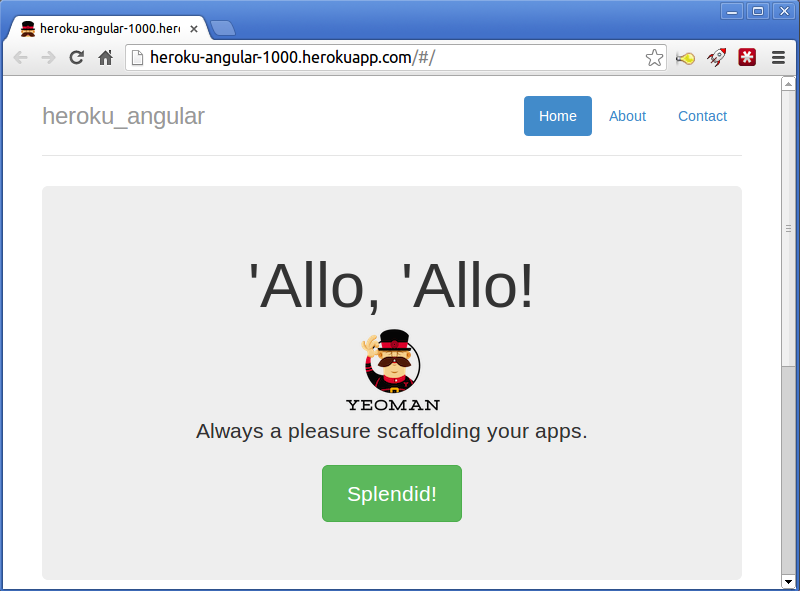 heroku-angular-1000.her
heroku-angular-1000.herokuapp.com/#/
heroku_angular
Home
About
Contact
'Allo, 'Allo!
YEOMAN
Always a pleasure scaffolding your apps.
Splendid!